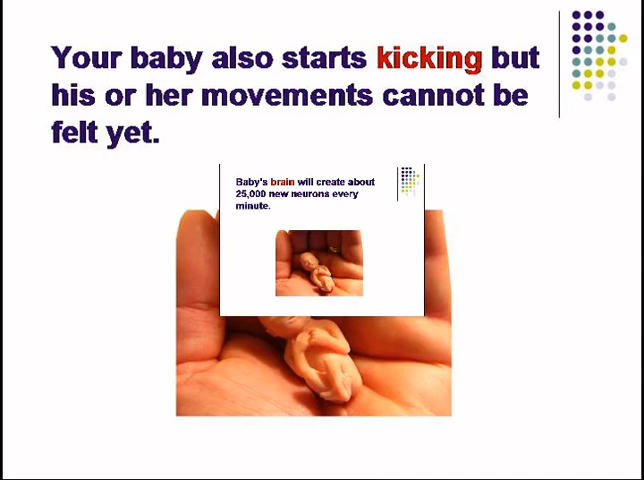 Your baby also starts kicking but
his or her movements cannot be
felt yet.
Baby's brain will create about
25,000 new neurons every
minute.